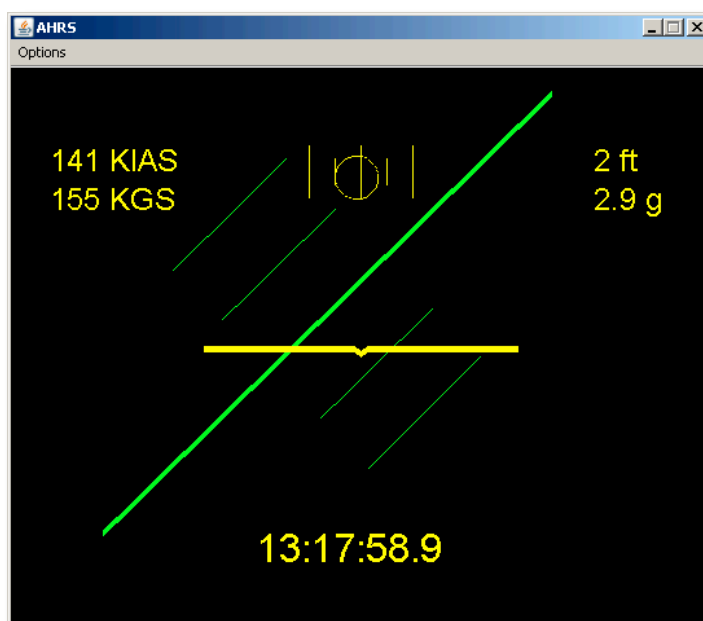 AHRS
Options
141 KIAS
155 KGS
2 ft
2.9 g
13:17:58.9